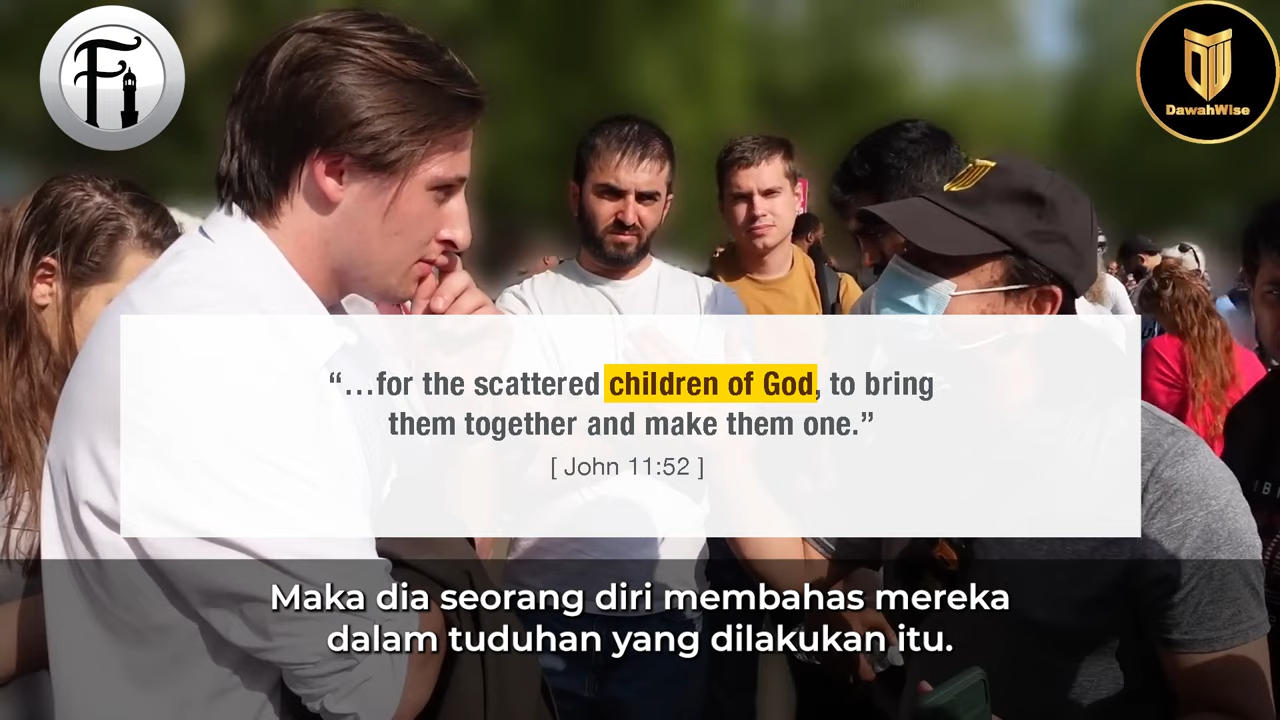 Fi
DawahWise
“…for the scattered children of God, to bring
them together and make them one.”
[ John 11:52 ]
Maka dia seorang diri membahas mereka
dalam tuduhan yang dilakukan itu.